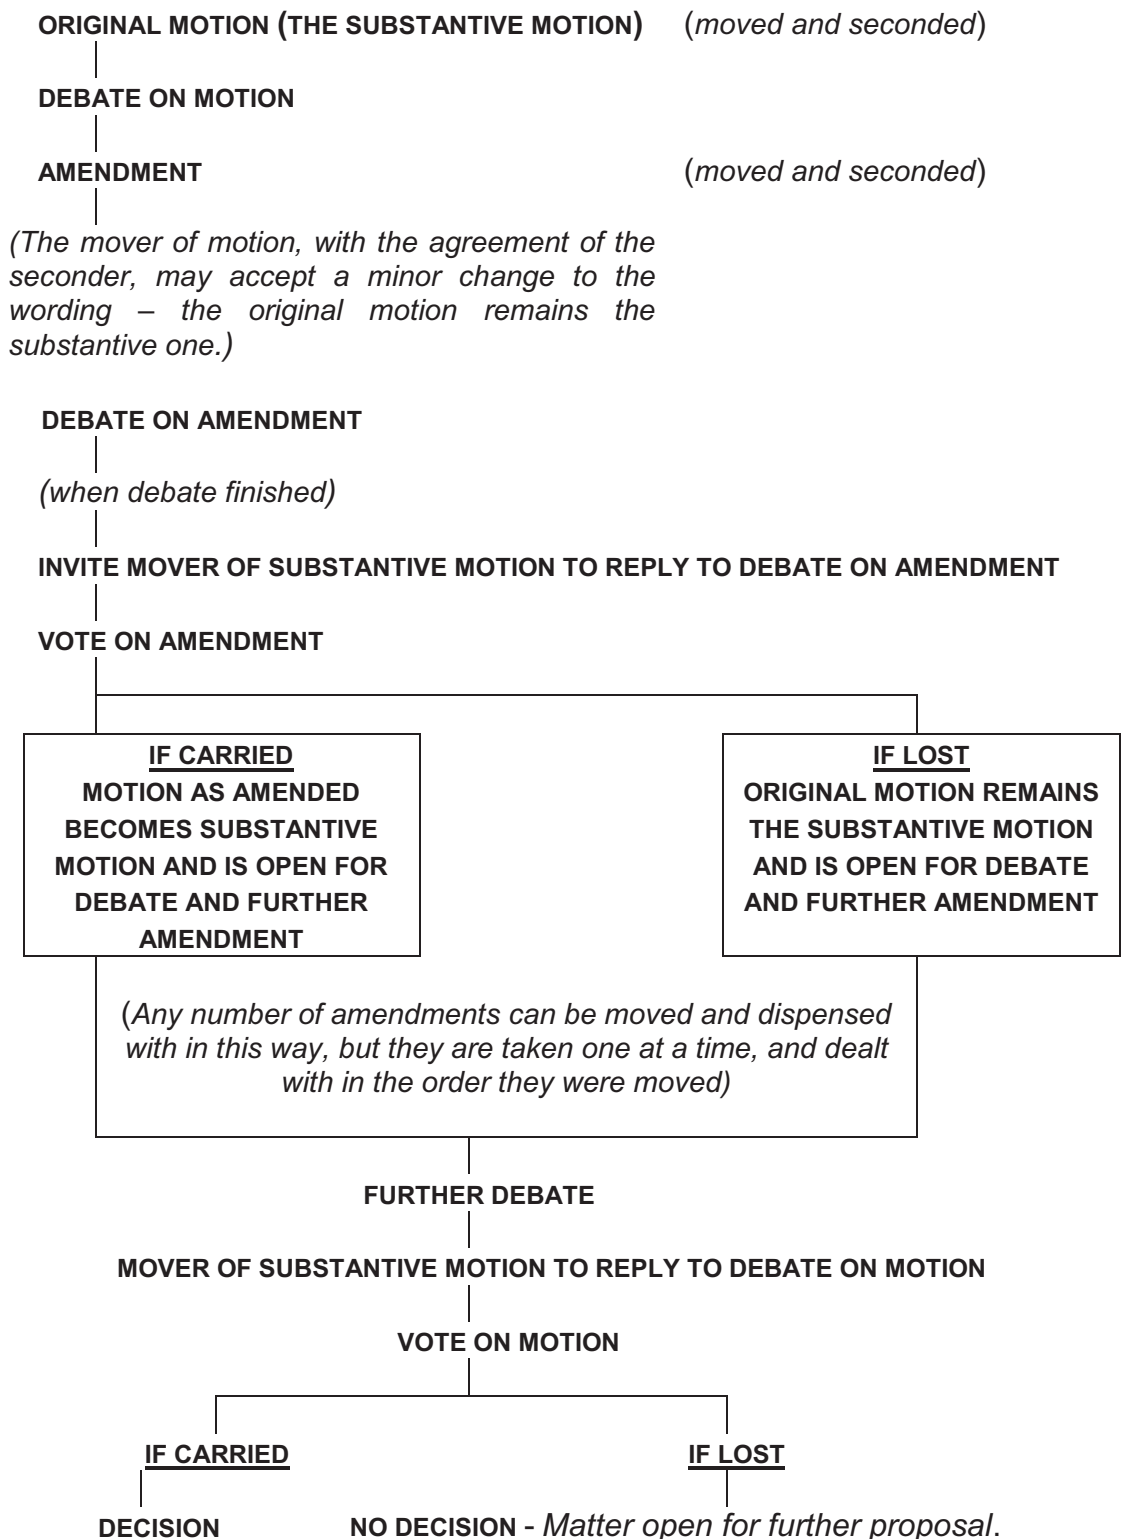 ORIGINAL MOTION (THE SUBSTANTIVE MOTION) (moved and seconded)
DEBATE ON MOTION
AMENDMENT (moved and seconded)
(The mover of motion, with the agreement of the
seconder, may accept a minor change to the
wording – the original motion remains the
substantive one.)
DEBATE ON AMENDMENT
(when debate finished)
INVITE MOVER OF SUBSTANTIVE MOTION TO REPLY TO DEBATE ON AMENDMENT
VOTE ON AMENDMENT
IF CARRIED
MOTION AS AMENDED
BECOMES SUBSTANTIVE
MOTION AND IS OPEN FOR
DEBATE AND FURTHER
AMENDMENT
IF LOST
ORIGINAL MOTION REMAINS
THE SUBSTANTIVE MOTION
AND IS OPEN FOR DEBATE
AND FURTHER AMENDMENT
(Any number of amendments can be moved and dispensed
with in this way, but they are taken one at a time, and dealt
with in the order they were moved)
FURTHER DEBATE
MOVER OF SUBSTANTIVE MOTION TO REPLY TO DEBATE ON MOTION
VOTE ON MOTION
IF CARRIED
IF LOST
DECISION
NO DECISION - Matter open for further proposal.